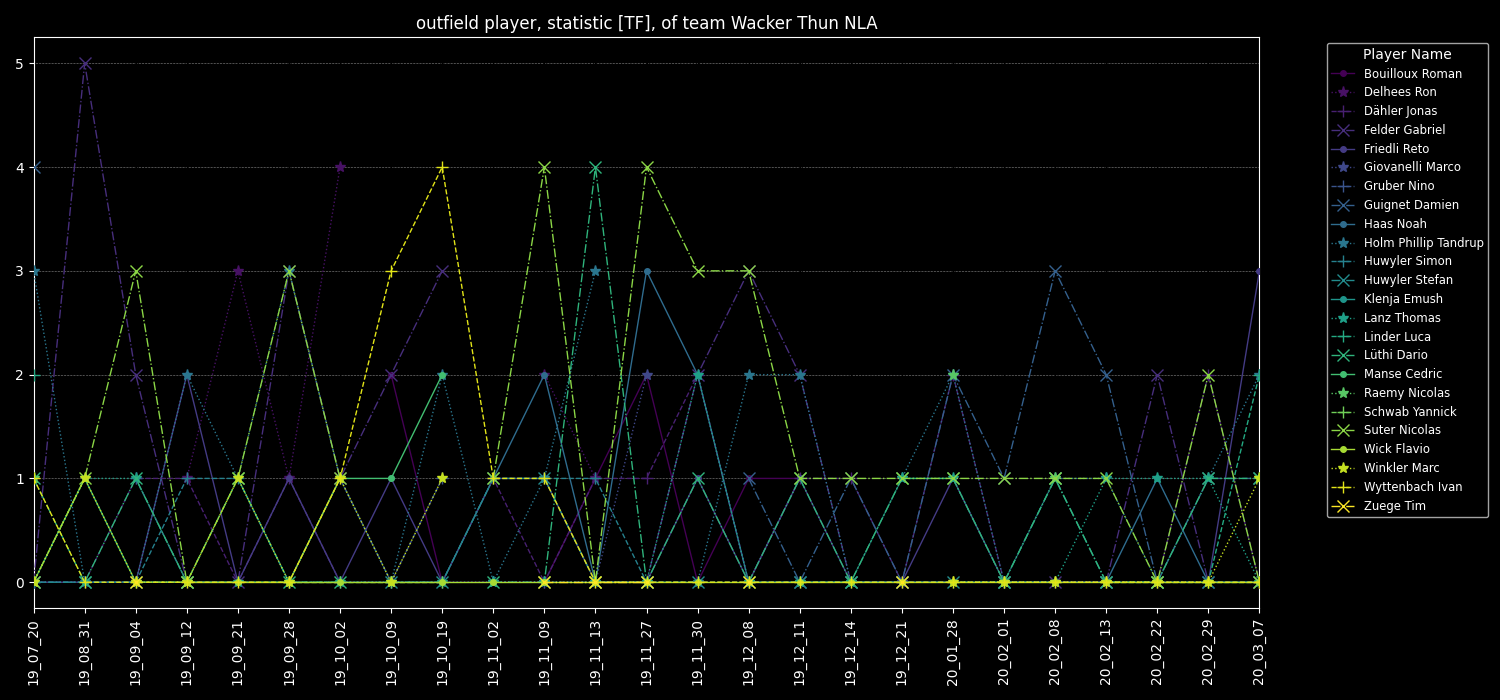 outfield player, statistic [TF], of team Wacker Thun NLA
5
4
3
2
1
0
19_07_20
19_08_31
19_09_04
19_09_12
19_09_21
19_09_28
19_10_02
19_10_09
19_10_19
19_11_02
19_11_09
19_11_13
19_11_27
19_11_30
19_12_08
19_12_11
19_12_14
19_12_21
20_01_28
20_02_01
20_02_08
20_02_13
20_02_22
20_02_29
20_03_07
Player Name
Bouilloux Roman
Delhees Ron
Dähler Jonas
Felder Gabriel
Friedli Reto
Giovanelli Marco
Gruber Nino
Guignet Damien
Haas Noah
Holm Phillip Tandrup
Huwyler Simon
Huwyler Stefan
Klenja Emush
Lanz Thomas
Linder Luca
Lüthi Dario
Manse Cedric
Raemy Nicolas
Schwab Yannick
Suter Nicolas
Wick Flavio
Winkler Marc
Wyttenbach Ivan
Zuege Tim